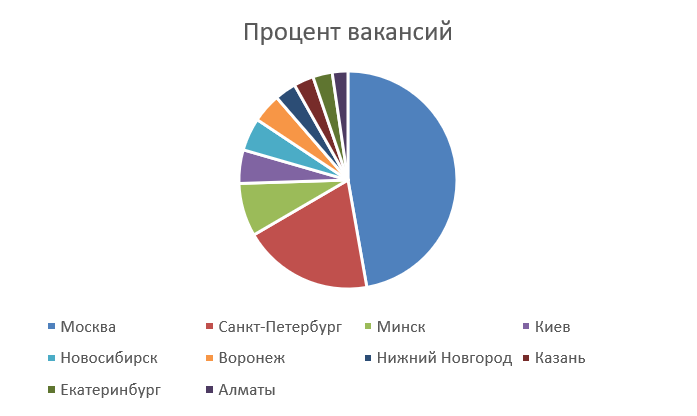 Процент вакансий
Москва Санкт-Петербург Минск Киев
Новосибирск Воронеж Нижний Новгород Казань
Екатеринбург Алматы